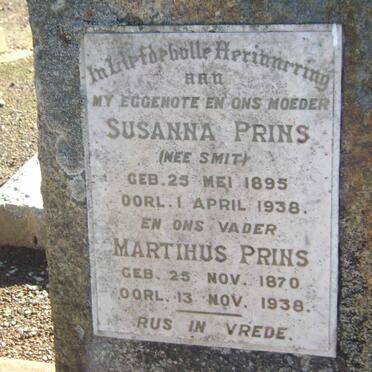 In Liefdebolle Herinnering
aan
MY EGGENOTE EN ONS MOEDER
SUSANNA PRINS
(NEE SMIT)
GEB. 25 MEI 1895
OORL. 1 APRIL 1938.
EN ONS VADER
MARTIHUS PRINS
GEB. 25 NOV. 1870
OORL. 13 NOV. 1938.
RUS IN VREDE.